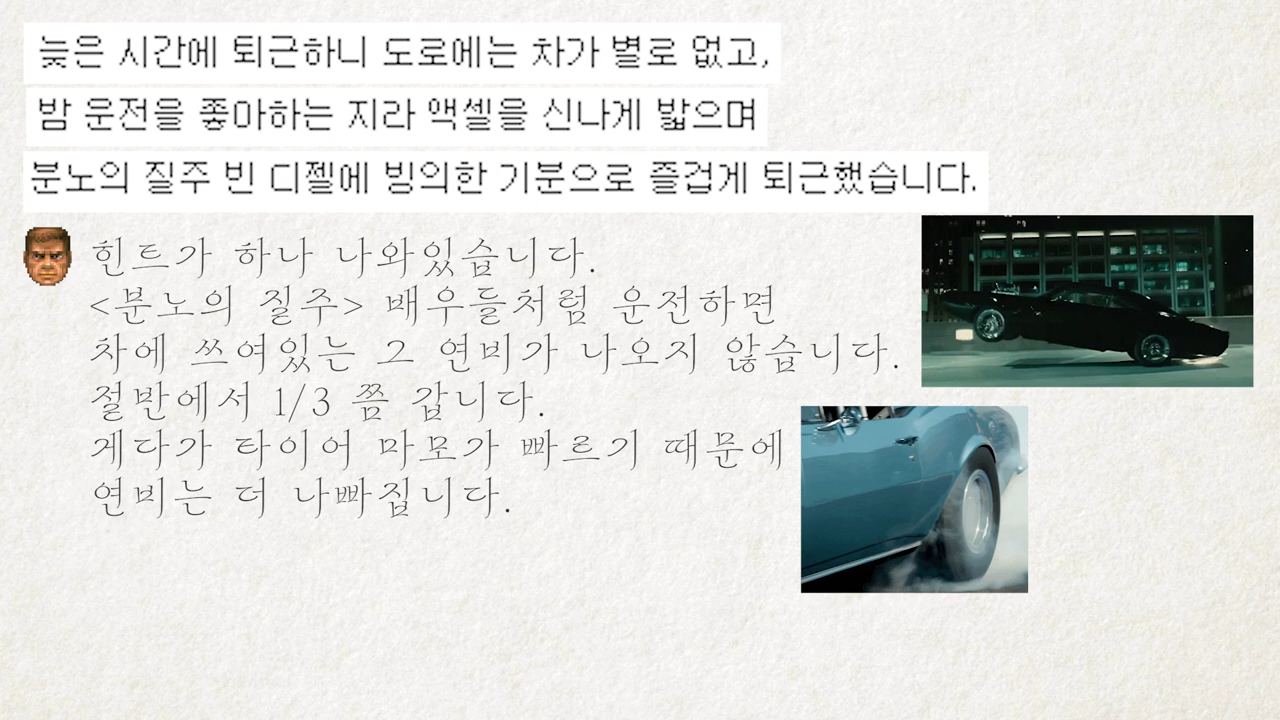 늦은 시간에 퇴근하니 도로에는 차가 별로 없고,
밤 운전을 좋아하는 지라 액셀을 신나게 밟으며
분노의 질주 빈 디젤에 빙의한 기분으로 즐겁게 퇴근했습니다.
힌트가 하나 나와있습니다.
<분노의 질주> 배우들처럼 운전하면
차에 쓰여있는 그 연비가 나오지 않습니다.
절반에서 1/3 쯤 갑니다.
게다가 타이어 마모가 빠르기 때문에
연비는 더 나빠집니다.